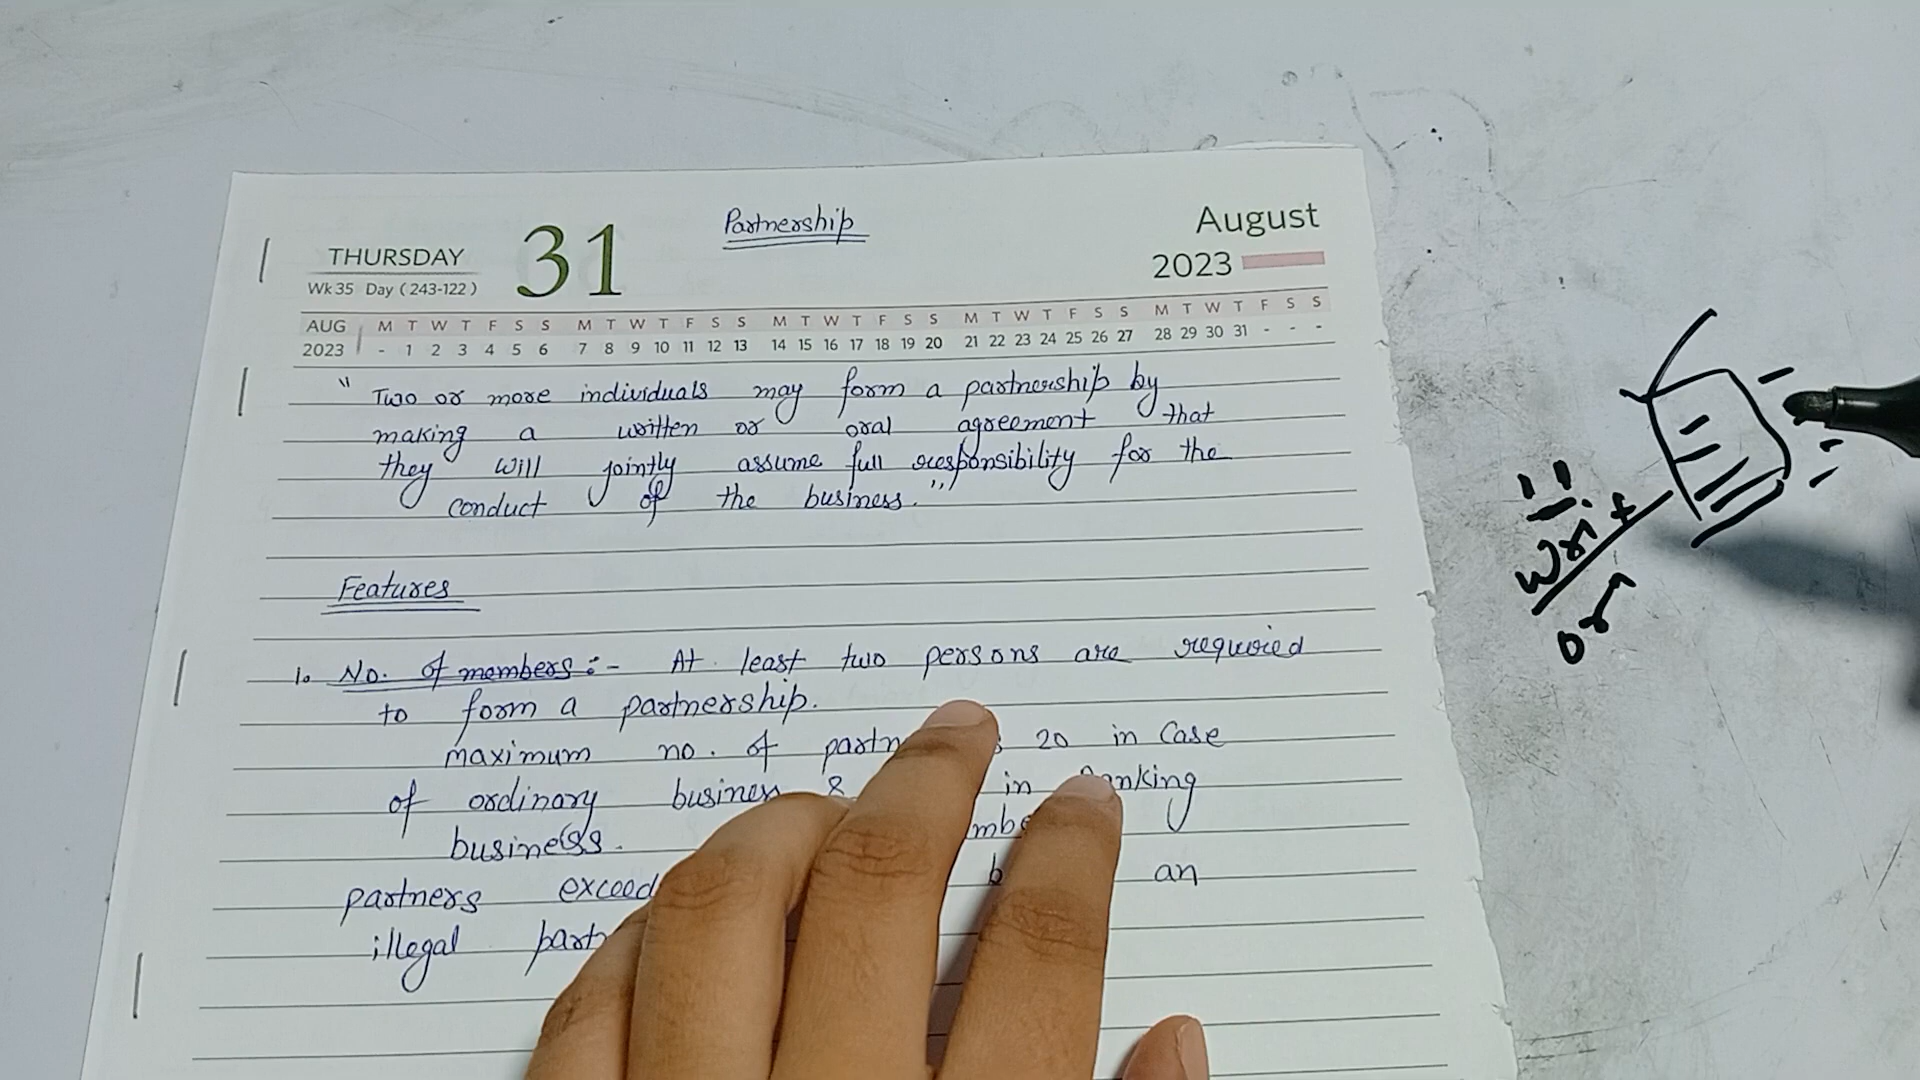 Partnership
August
THURSDAY 31
2023
Wk 35 Day (243-122)
AUG M T W T F S S M T W T F S S M T W T F S S M T W T F S S M T W T F S S
2023 - 1 2 3 4 5 6 7 8 9 10 11 12 13 14 15 16 17 18 19 20 21 22 23 24 25 26 27 28 29 30 31 - - -
" Two or more individuals may form a partnership by
making a written or oral agreement that
they will jointly assume full responsibility for the
conduct of the business."
Features
1. No. of members :- At least two persons are required
to form a partnership.
maximum no. of 20 in case
of ordinary business & in
business.
partners an
illegal
or